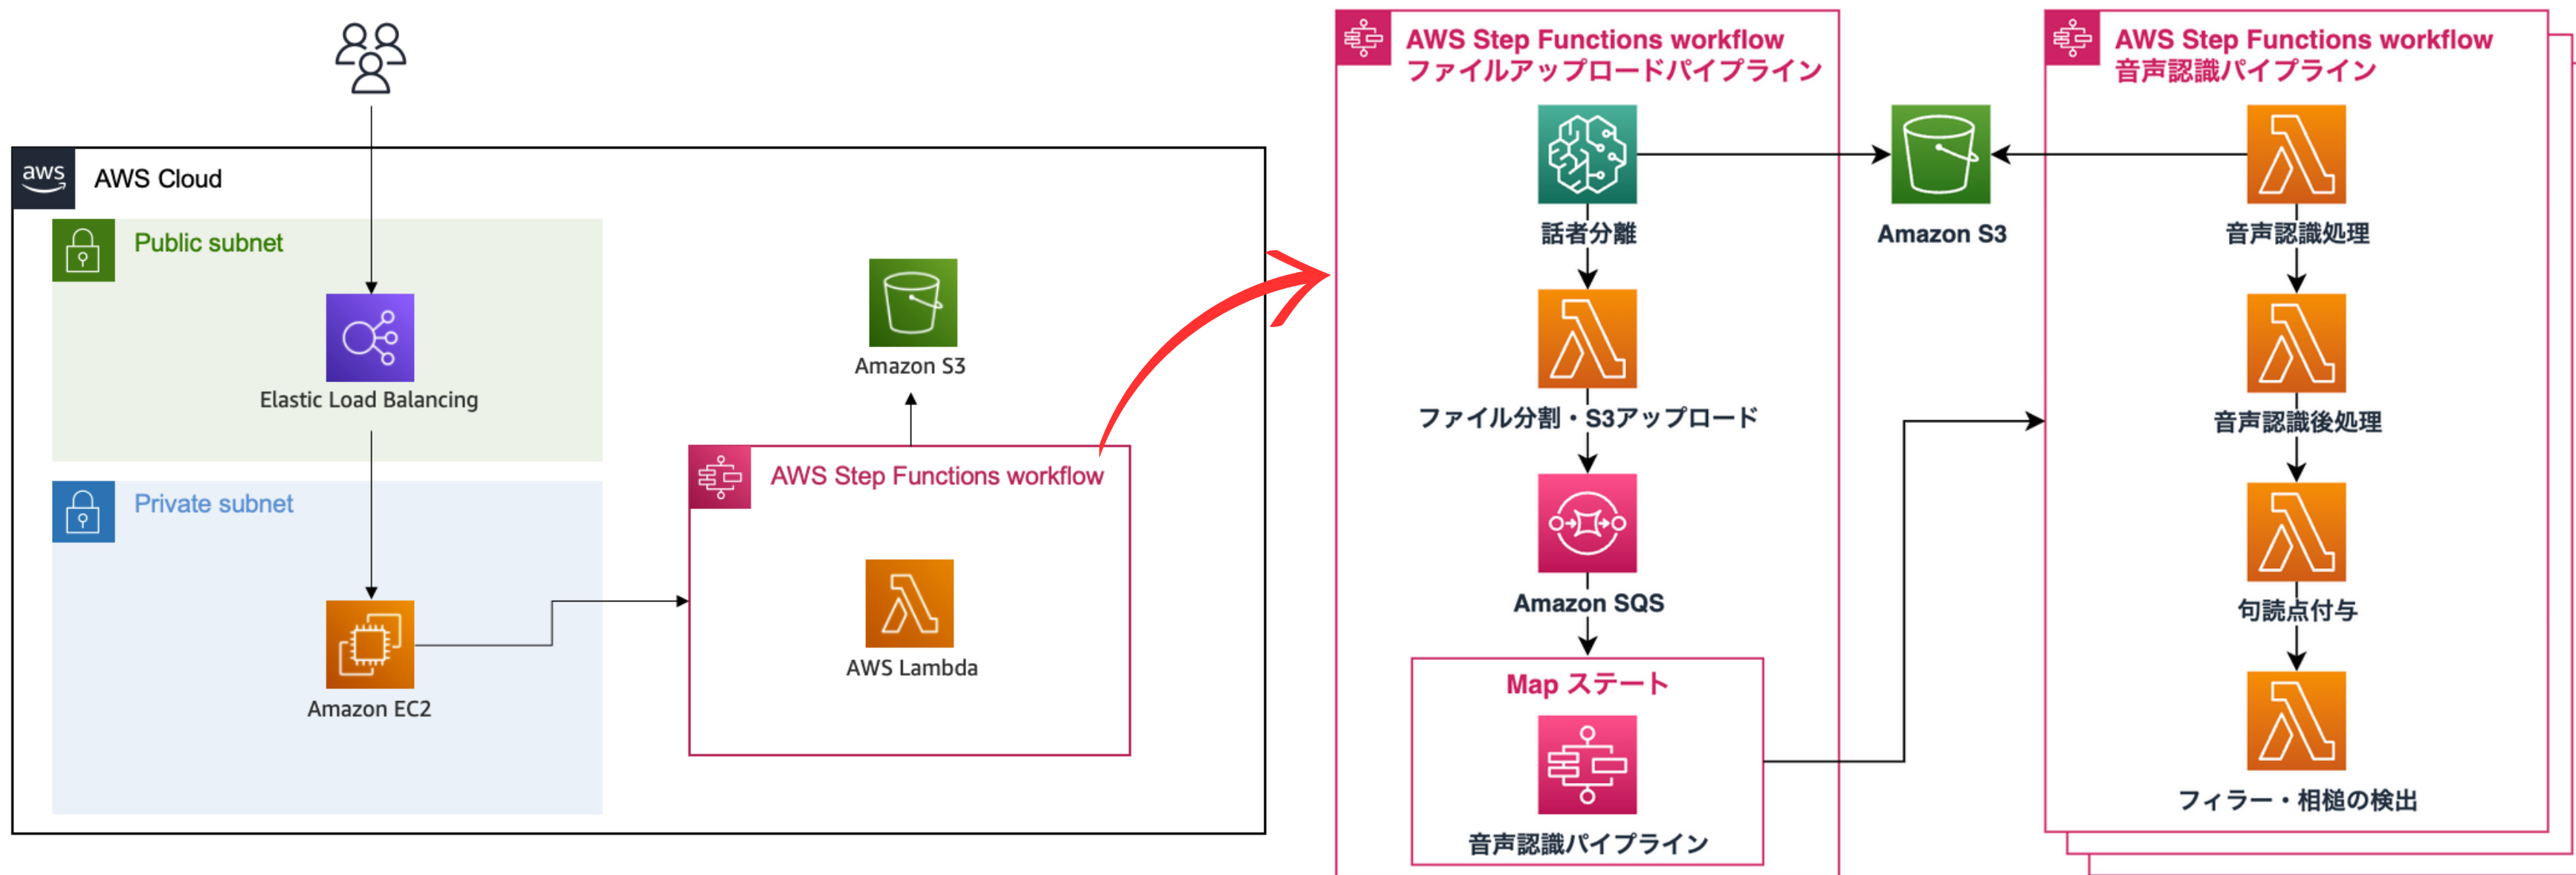 aws
AWS Cloud
Public subnet
Elastic Load Balancing
Private subnet
Amazon EC2
Amazon S3
AWS Step Functions workflow
AWS Lambda
AWS Step Functions workflow
ファイルアップロードパイプライン
話者分離
ファイル分割・S3アップロード
Amazon SQS
Map ステート
音声認識パイプライン
Amazon S3
AWS Step Functions workflow
音声認識パイプライン
音声認識処理
音声認識後処理
句読点付与
フィラー・相槌の検出